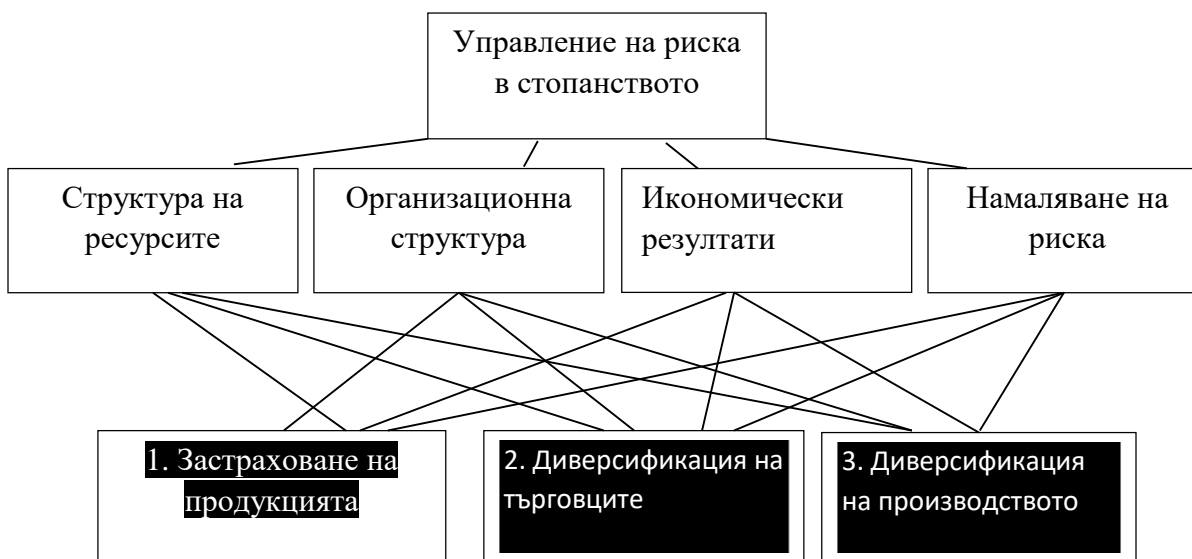 Управление на риска
в стопанството
Структура на
ресурсите
Организационна
структура
Икономически
резултати
Намаляване на
риска
1. Застраховане на
продукцията
2. Диверсификация на
търговците
3. Диверсификация
на производството